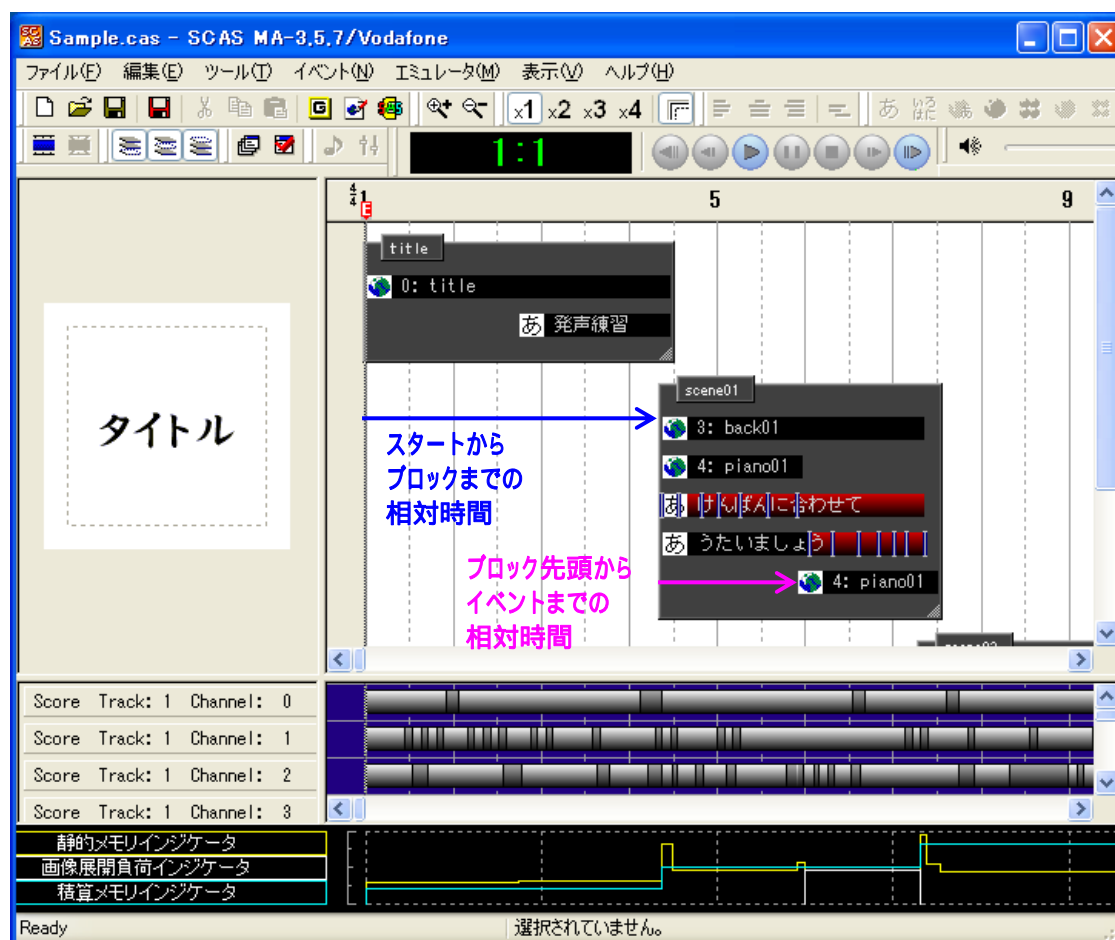 Sample.cas - SCAS MA-3,5,7/Vodafone
ファイル(F) 編集(E) ツール(T) イベント(N) エミュレータ(M) 表示(V) ヘルプ(H)
x1 x2 x3 x4
あ
1:1
4/4 1 5 9
E
title
0: title
あ 発声練習
タイトル
scene01
3: back01
4: piano01
あ けんばんに合わせて
あ うたいましょう
4: piano01
スタートから
ブロックまでの
相対時間
ブロック先頭から
イベントまでの
相対時間
Score Track: 1 Channel: 0
Score Track: 1 Channel: 1
Score Track: 1 Channel: 2
Score Track: 1 Channel: 3
静的メモリインジケータ
画像展開負荷インジケータ
積算メモリインジケータ
Ready 選択されていません。